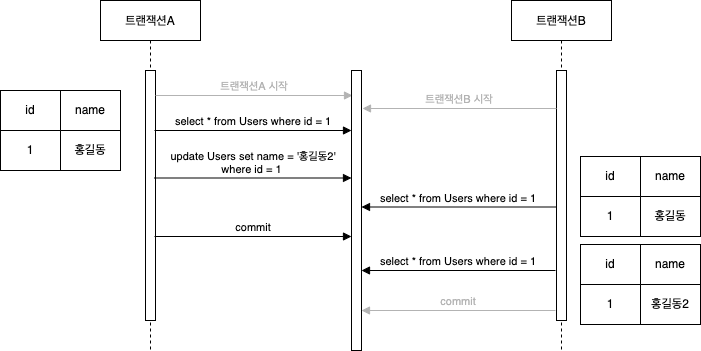 트랜잭션A
트랜잭션B
트랜잭션A 시작
트랜잭션B 시작
id name
1 홍길동
select * from Users where id = 1
update Users set name = '홍길동2'
where id = 1
select * from Users where id = 1
id name
1 홍길동
commit
select * from Users where id = 1
id name
1 홍길동2
commit